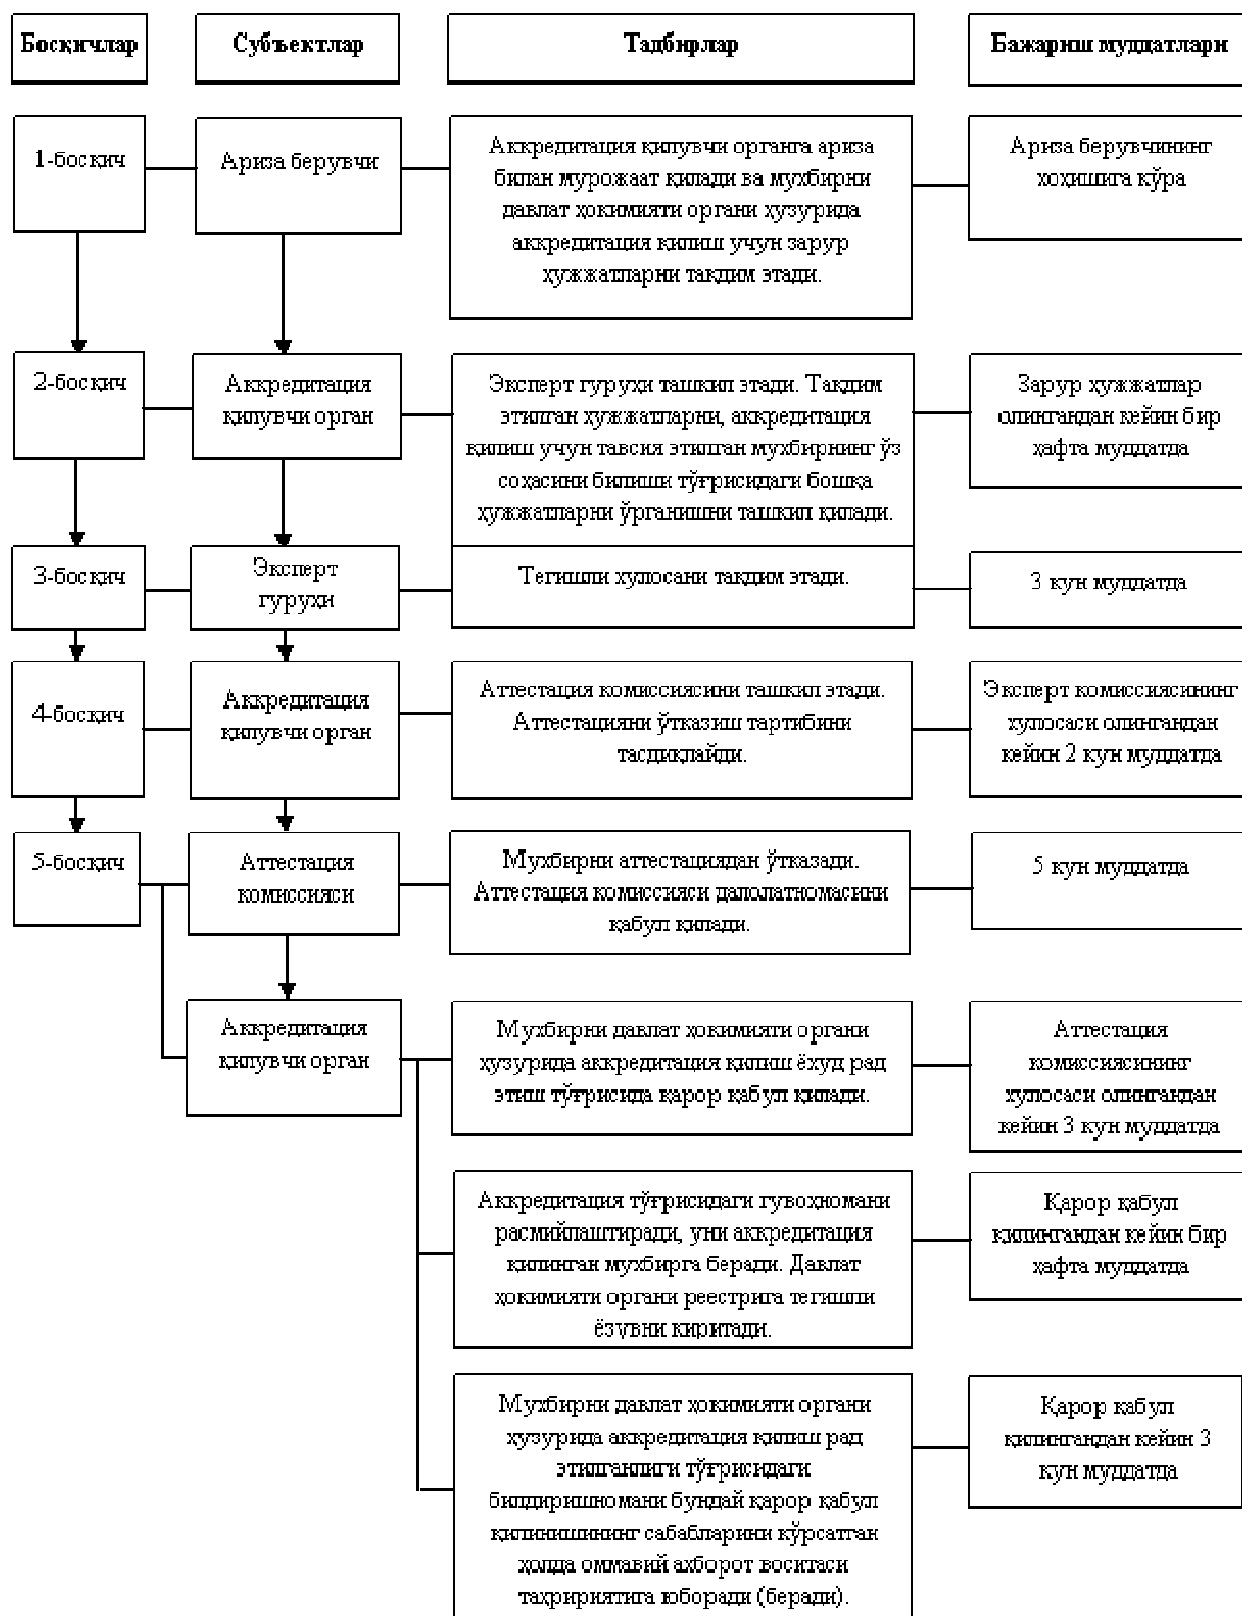 Босқичлар
Субъектлар
Тадбирлар
Бажариш муддатлари
1-босқич
Ариза берувчи
Аккредитация қилувчи органга ариза
билан мурожаат қилади ва мухбирни
давлат ҳокимияти органи ҳузурида
аккредитация қилиш учун зарур
ҳужжатларни тақдим этади.
Ариза берувчининг
хоҳишига кўра
2-босқич
Аккредитация
қилувчи орган
Эксперт гуруҳи ташкил этади. Тақдим
этилган ҳужжатларни, аккредитация
қилиш учун тавсия этилган мухбирнинг ўз
соҳасини билиши тўғрисидаги бошқа
ҳужжатларни ўрганишни ташкил қилади.
Зарур ҳужжатлар
олингандан кейин бир
ҳафта муддатда
3-босқич
Эксперт
гуруҳи
Тегишли хулосани тақдим этади.
3 кун муддатда
4-босқич
Аккредитация
қилувчи орган
Аттестация комиссиясини ташкил этади.
Аттестацияни ўтказиш тартибини
тасдиқлайди.
Эксперт комиссиясининг
хулосаси олингандан
кейин 2 кун муддатда
5-босқич
Аттестация
комиссияси
Мухбирни аттестациядан ўтказади.
Аттестация комиссияси далолатномасини
қабул қилади.
5 кун муддатда
Аккредитация
қилувчи орган
Мухбирни давлат ҳокимияти органи
ҳузурида аккредитация қилиш ёхуд рад
этиш тўғрисида қарор қабул қилади.
Аттестация
комиссиясининг
хулосаси олингандан
кейин 3 кун муддатда
Аккредитация тўғрисидаги гувоҳномани
расмийлаштиради, уни аккредитация
қилинган мухбирга беради. Давлат
ҳокимияти органи реестрига тегишли
ёзувни киритади.
Қарор қабул
қилингандан кейин бир
ҳафта муддатда
Мухбирни давлат ҳокимияти органи
ҳузурида аккредитация қилиш рад
этилганлиги тўғрисидаги
билдиришномани бундай қарор қабул
қилинишининг сабабларини кўрсатган
ҳолда оммавий ахборот воситаси
таҳририятига юборади (беради).
Қарор қабул
қилингандан кейин 3
кун муддатда